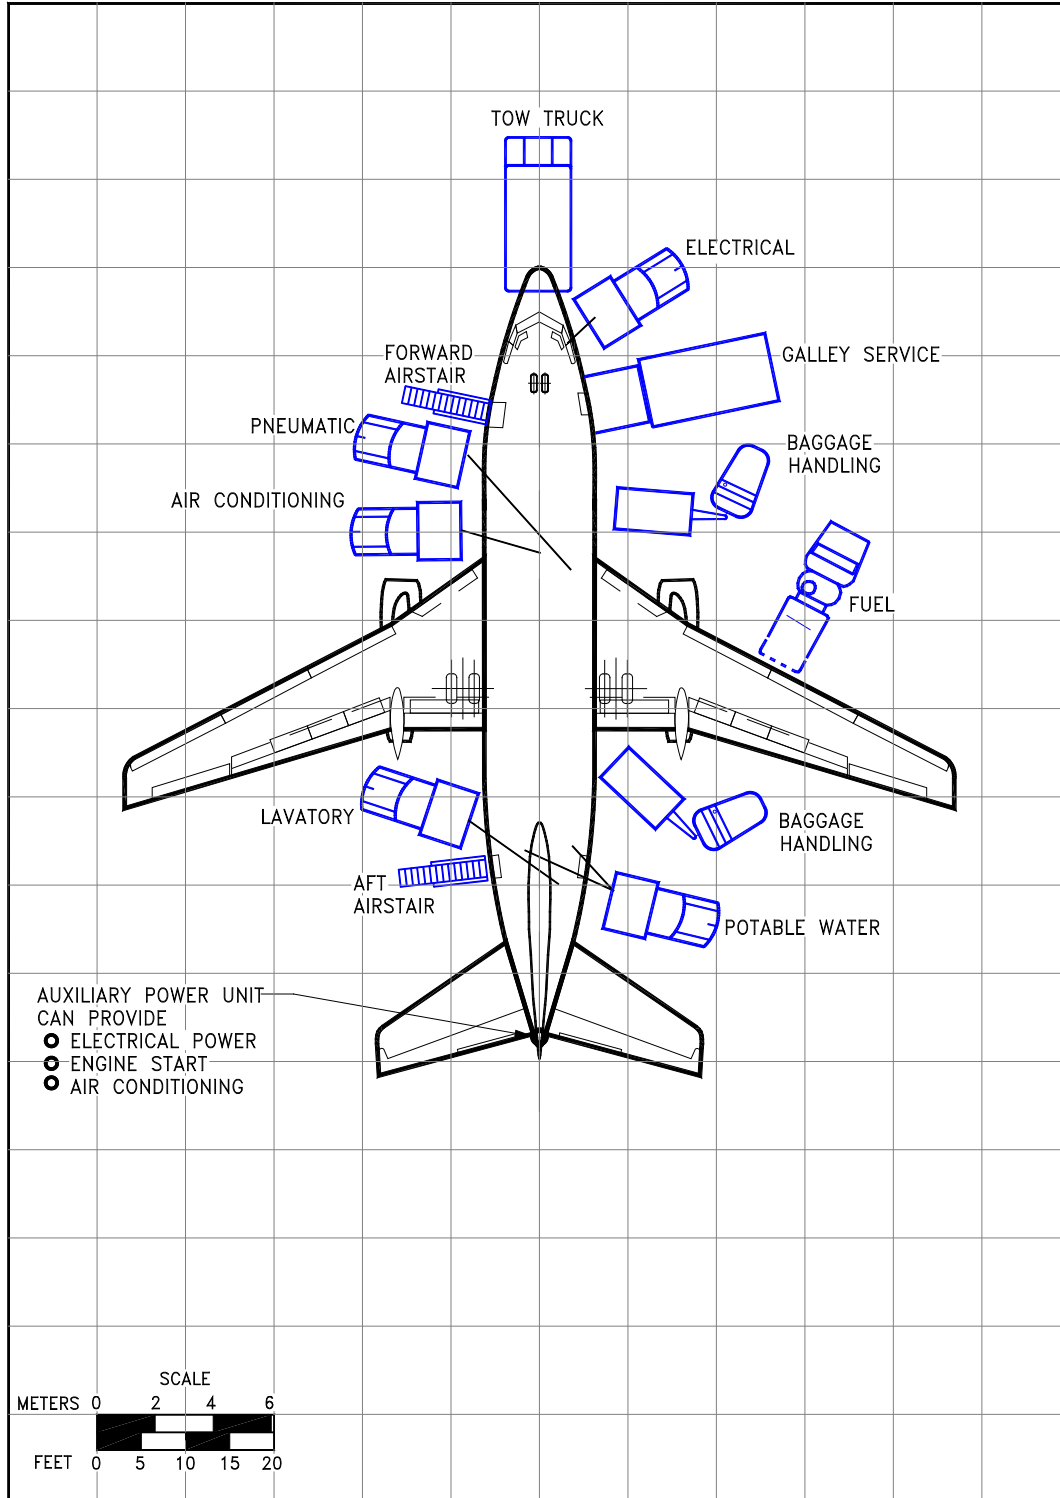 TOW TRUCK
ELECTRICAL
FORWARD
AIRSTAIR
GALLEY SERVICE
PNEUMATIC
BAGGAGE
HANDLING
AIR CONDITIONING
FUEL
LAVATORY
BAGGAGE
HANDLING
AFT
AIRSTAIR
POTABLE WATER
AUXILIARY POWER UNIT
CAN PROVIDE
ELECTRICAL POWER
ENGINE START
AIR CONDITIONING
SCALE
METERS 0 2 4 6
FEET 0 5 10 15 20